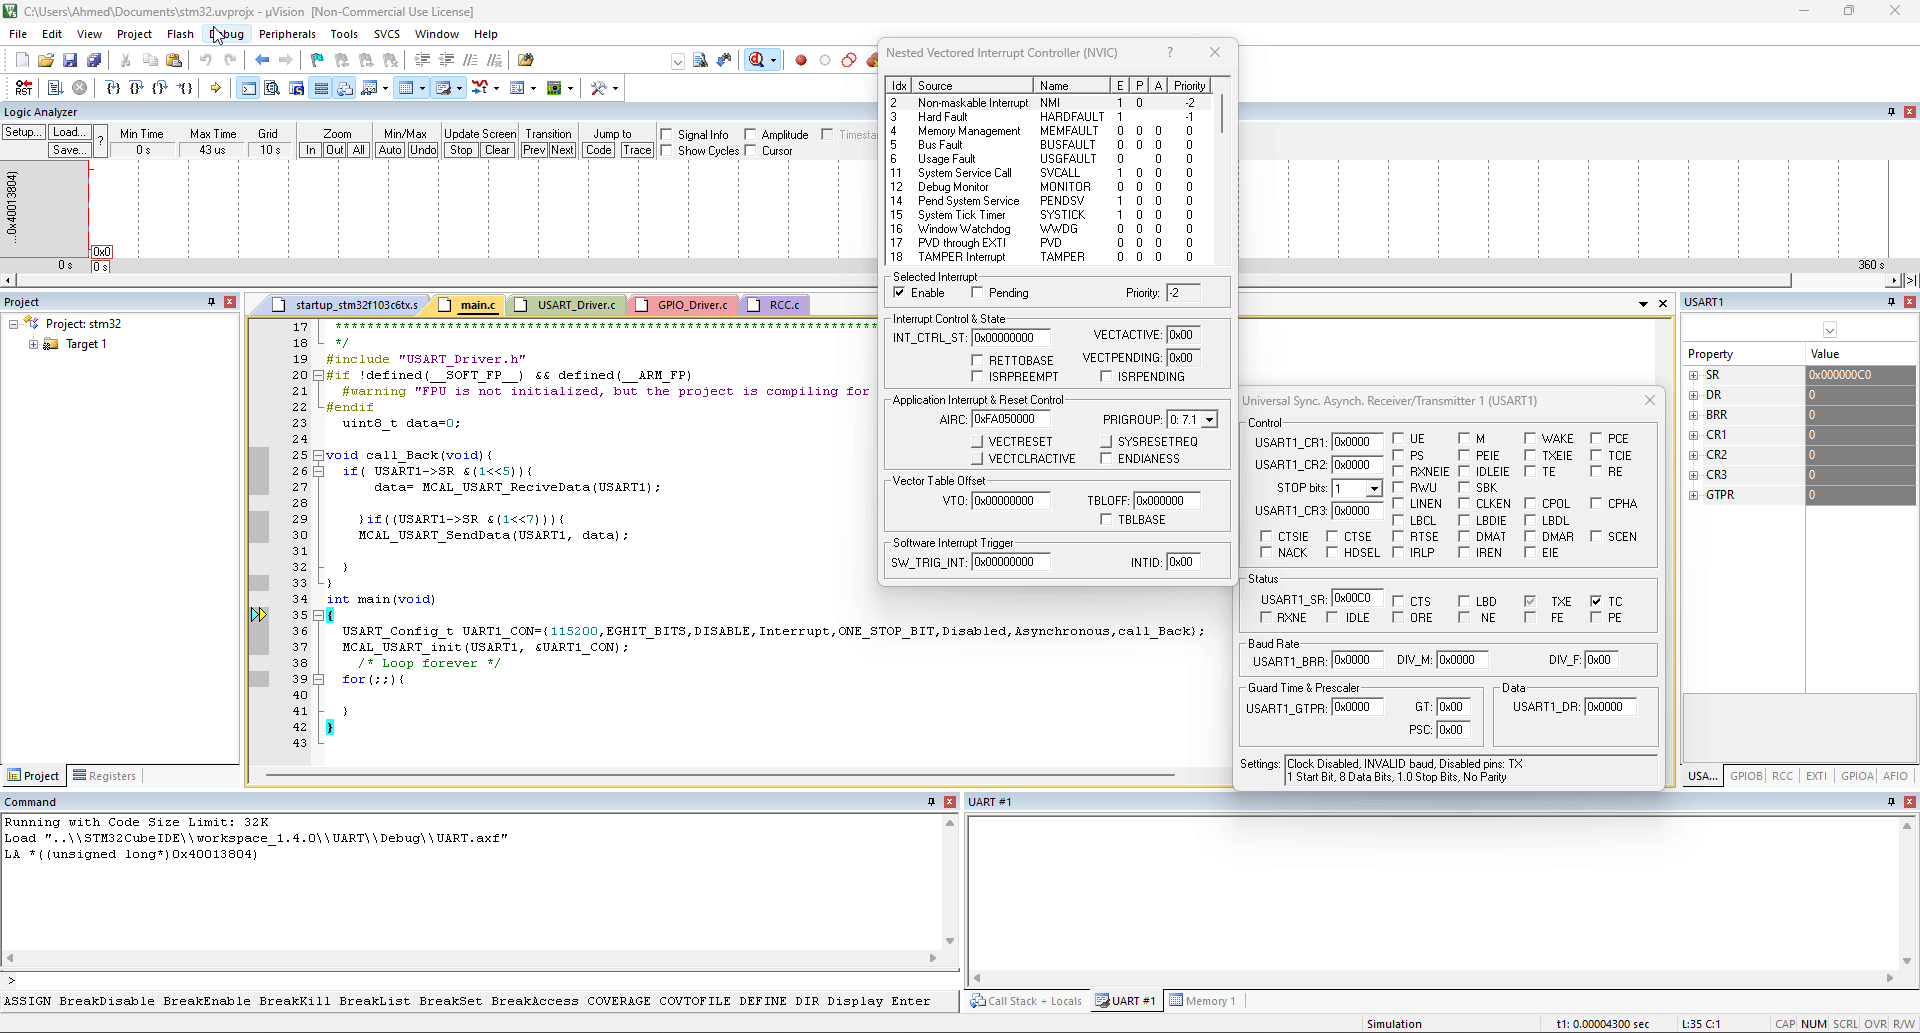 C:\Users\Ahmed\Documents\stm32.uvprojx - µVision [Non-Commercial Use License]
File Edit View Project Flash Debug Peripherals Tools SVCS Window Help
Logic Analyzer
Setup... Load... ? Min Time Max Time Grid Zoom Min/Max Update Screen Transition Jump to Signal Info Amplitude
Save... 0 s 43 us 10 s In Out All Auto Undo Stop Clear Prev Next Code Trace Show Cycles Cursor
...0x40013804)
0x0
0 s 0 s 360 s
Project
Project: stm32
Target 1
Project Registers
startup_stm32f103c6tx.s main.c USART_Driver.c GPIO_Driver.c RCC.c
17 ********************************************************************
18 */
19 #include "USART_Driver.h"
20 #if !defined(__SOFT_FP__) && defined(__ARM_FP)
21 #warning "FPU is not initialized, but the project is compiling for
22 #endif
23 uint8_t data=0;
24
25 void call_Back(void){
26 if( USART1->SR &(1<<5)){
27 data= MCAL_USART_ReciveData(USART1);
28
29 }if((USART1->SR &(1<<7))){
30 MCAL_USART_SendData(USART1, data);
31
32 }
33 }
34 int main(void)
35 {
36 USART_Config_t UART1_CON={115200,EGHIT_BITS,DISABLE,Interrupt,ONE_STOP_BIT,Disabled,Asynchronous,call_Back};
37 MCAL_USART_init(USART1, &UART1_CON);
38 /* Loop forever */
39 for(;;){
40
41 }
42 }
43
Nested Vectored Interrupt Controller (NVIC) ?
Idx Source Name E P A Priority
2 Non-maskable Interrupt NMI 1 0 -2
3 Hard Fault HARDFAULT 1 -1
4 Memory Management MEMFAULT 0 0 0 0
5 Bus Fault BUSFAULT 0 0 0 0
6 Usage Fault USGFAULT 0 0 0
11 System Service Call SVCALL 1 0 0 0
12 Debug Monitor MONITOR 0 0 0 0
14 Pend System Service PENDSV 1 0 0 0
15 System Tick Timer SYSTICK 1 0 0 0
16 Window Watchdog WWDG 0 0 0 0
17 PVD through EXTI PVD 0 0 0 0
18 TAMPER Interrupt TAMPER 0 0 0 0
Selected Interrupt
Enable Pending Priority: -2
Interrupt Control & State
INT_CTRL_ST: 0x00000000 VECTACTIVE: 0x00
RETTOBASE VECTPENDING: 0x00
ISRPREEMPT ISRPENDING
Application Interrupt & Reset Control
AIRC: 0xFA050000 PRIGROUP: 0: 7.1
VECTRESET SYSRESETREQ
VECTCLRACTIVE ENDIANESS
Vector Table Offset
VTO: 0x00000000 TBLOFF: 0x000000
TBLBASE
Software Interrupt Trigger
SW_TRIG_INT: 0x00000000 INTID: 0x00
Universal Sync. Asynch. Receiver/Transmitter 1 (USART1)
Control
USART1_CR1: 0x0000 UE M WAKE PCE
PS PEIE TXEIE TCIE
USART1_CR2: 0x0000 RXNEIE IDLEIE TE RE
STOP bits: 1 RWU SBK
LINEN CLKEN CPOL CPHA
USART1_CR3: 0x0000 LBCL LBDIE LBDL
CTSIE CTSE RTSE DMAT DMAR SCEN
NACK HDSEL IRLP IREN EIE
Status
USART1_SR: 0x00C0 CTS LBD TXE TC
RXNE IDLE ORE NE FE PE
Baud Rate
USART1_BRR: 0x0000 DIV_M: 0x0000 DIV_F: 0x00
Guard Time & Prescaler Data
USART1_GTPR: 0x0000 GT: 0x00 USART1_DR: 0x0000
PSC: 0x00
Settings: Clock Disabled, INVALID baud, Disabled pins: TX
1 Start Bit, 8 Data Bits, 1.0 Stop Bits, No Parity
USART1
Property Value
SR 0x000000C0
DR 0
BRR 0
CR1 0
CR2 0
CR3 0
GTPR 0
USA... GPIOB RCC EXTI GPIOA AFIO
Command
Running with Code Size Limit: 32K
Load "..\\STM32CubeIDE\\workspace_1.4.0\\UART\\Debug\\UART.axf"
LA *((unsigned long*)0x40013804)
>
ASSIGN BreakDisable BreakEnable BreakKill BreakList BreakSet BreakAccess COVERAGE COVTOFILE DEFINE DIR Display Enter
UART #1
Call Stack + Locals UART #1 Memory 1
Simulation t1: 0.00004300 sec L:35 C:1 CAP NUM SCRL OVR R/W